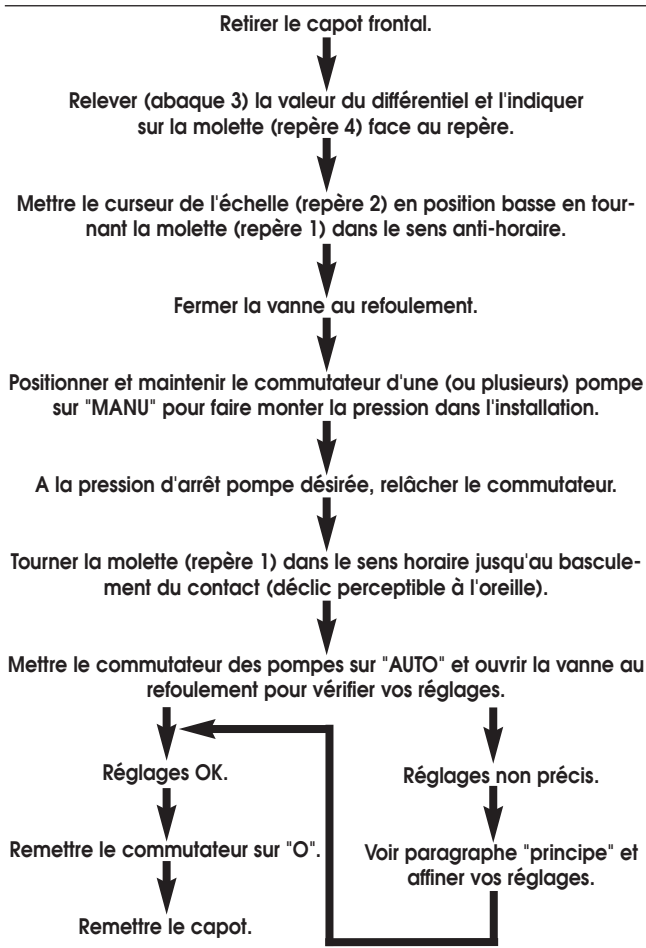 Retirer le capot frontal.
Relever (abaque 3) la valeur du différentiel et l'indiquer
sur la molette (repère 4) face au repère.
Mettre le curseur de l'échelle (repère 2) en position basse en tour-
nant la molette (repère 1) dans le sens anti-horaire.
Fermer la vanne au refoulement.
Positionner et maintenir le commutateur d'une (ou plusieurs) pompe
sur "MANU" pour faire monter la pression dans l'installation.
A la pression d'arrêt pompe désirée, relâcher le commutateur.
Tourner la molette (repère 1) dans le sens horaire jusqu'au bascule-
ment du contact (déclic perceptible à l'oreille).
Mettre le commutateur des pompes sur "AUTO" et ouvrir la vanne au
refoulement pour vérifier vos réglages.
Réglages OK.
Remettre le commutateur sur "O".
Remettre le capot.
Réglages non précis.
Voir paragraphe "principe" et
affiner vos réglages.